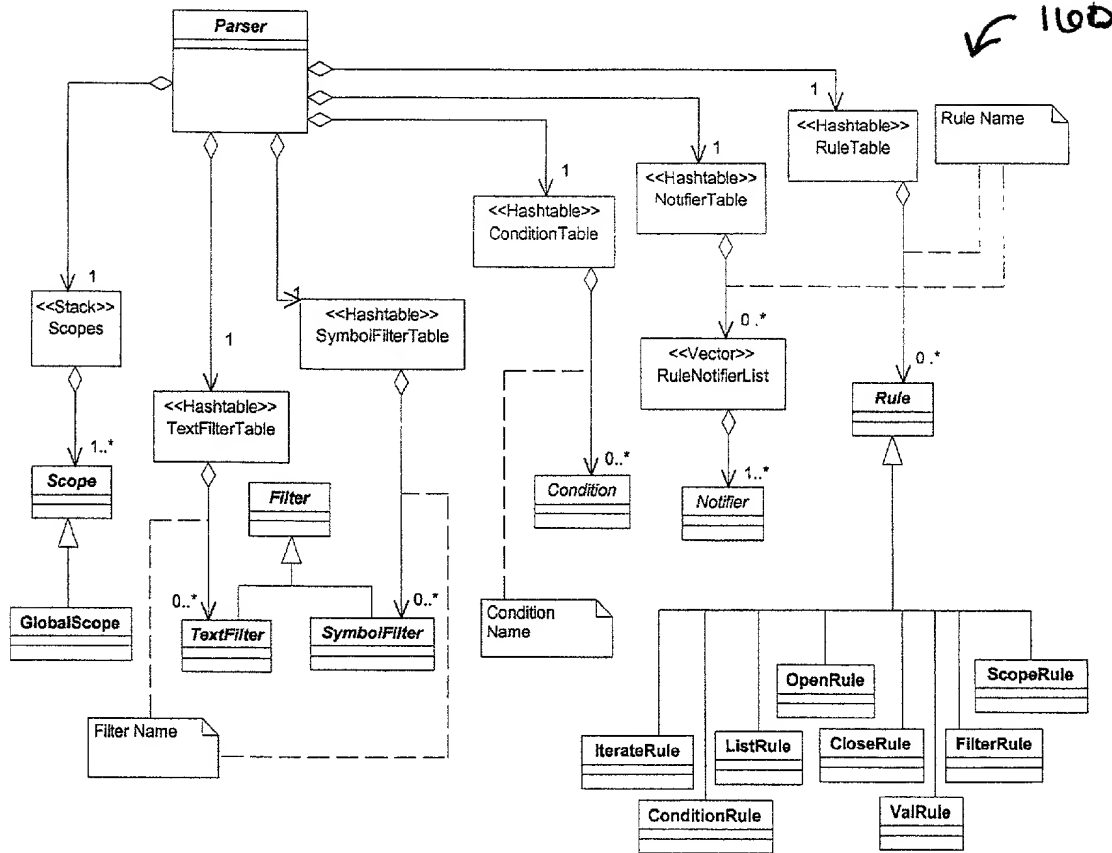 160
Parser
1
1
1
1
1
1
<<Hashtable>>
RuleTable
Rule Name
<<Hashtable>>
NotifierTable
<<Hashtable>>
ConditionTable
<<Stack>>
Scopes
<<Hashtable>>
SymbolFilterTable
<<Hashtable>>
TextFilterTable
0..*
<<Vector>>
RuleNotifierList
0..*
Rule
1..*
Scope
Filter
0..*
Condition
1..*
Notifier
0..*
0..*
GlobalScope
TextFilter
SymbolFilter
Condition
Name
Filter Name
OpenRule
ScopeRule
IterateRule
ListRule
CloseRule
FilterRule
ConditionRule
ValRule